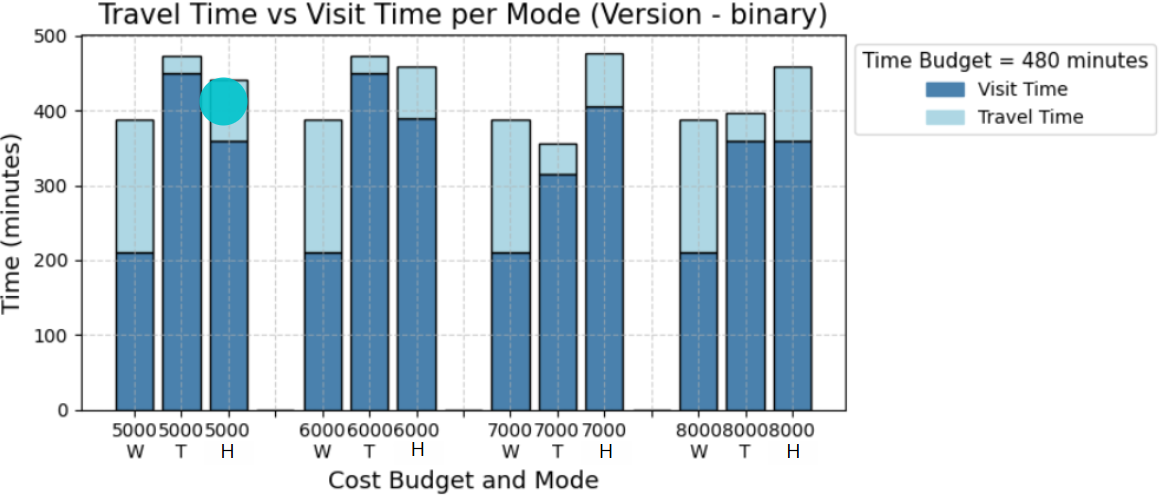 Travel Time vs Visit Time per Mode (Version - binary)
Time Budget = 480 minutes
Visit Time
Travel Time
Time (minutes)
500
400
300
200
100
0
5000 5000 5000 6000 6000 6000 7000 7000 7000 8000 8000 8000
W T H W T H W T H W T H
Cost Budget and Mode